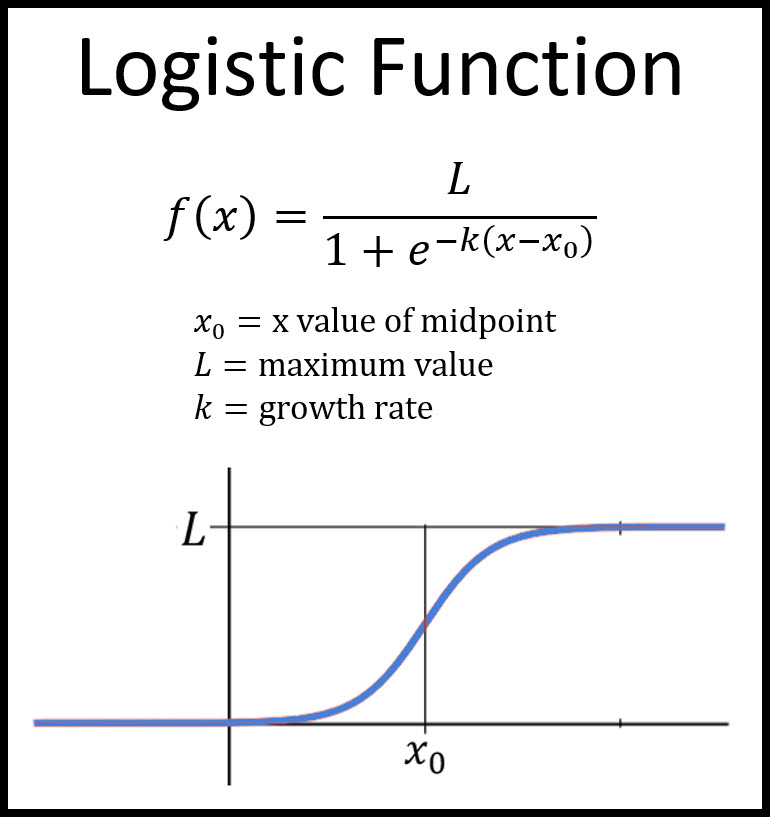 Logistic Function
f(x) = L / (1 + e^{−k(x−x₀)})
x₀ = x value of midpoint
L = maximum value
k = growth rate
L
x₀